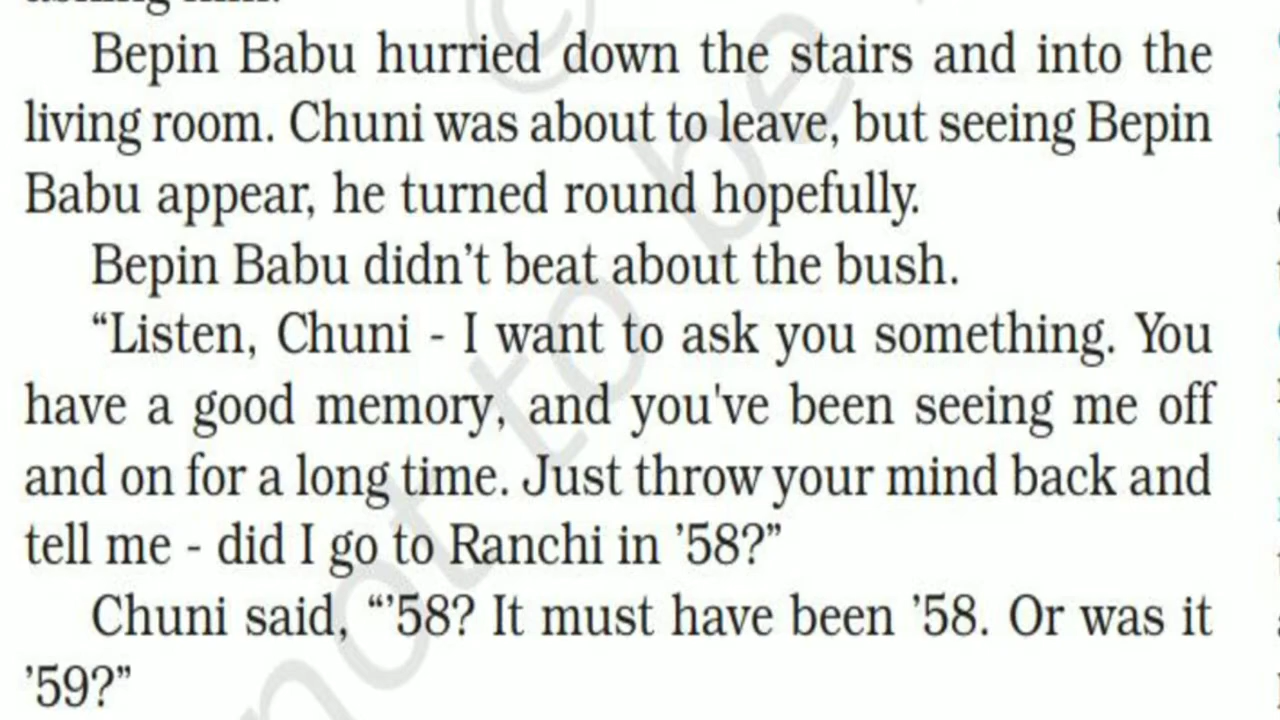 Bepin Babu hurried down the stairs and into the
living room. Chuni was about to leave, but seeing Bepin
Babu appear, he turned round hopefully.
Bepin Babu didn’t beat about the bush.
“Listen, Chuni - I want to ask you something. You
have a good memory, and you've been seeing me off
and on for a long time. Just throw your mind back and
tell me - did I go to Ranchi in ’58?”
Chuni said, “’58? It must have been ’58. Or was it
’59?”
©
not to be